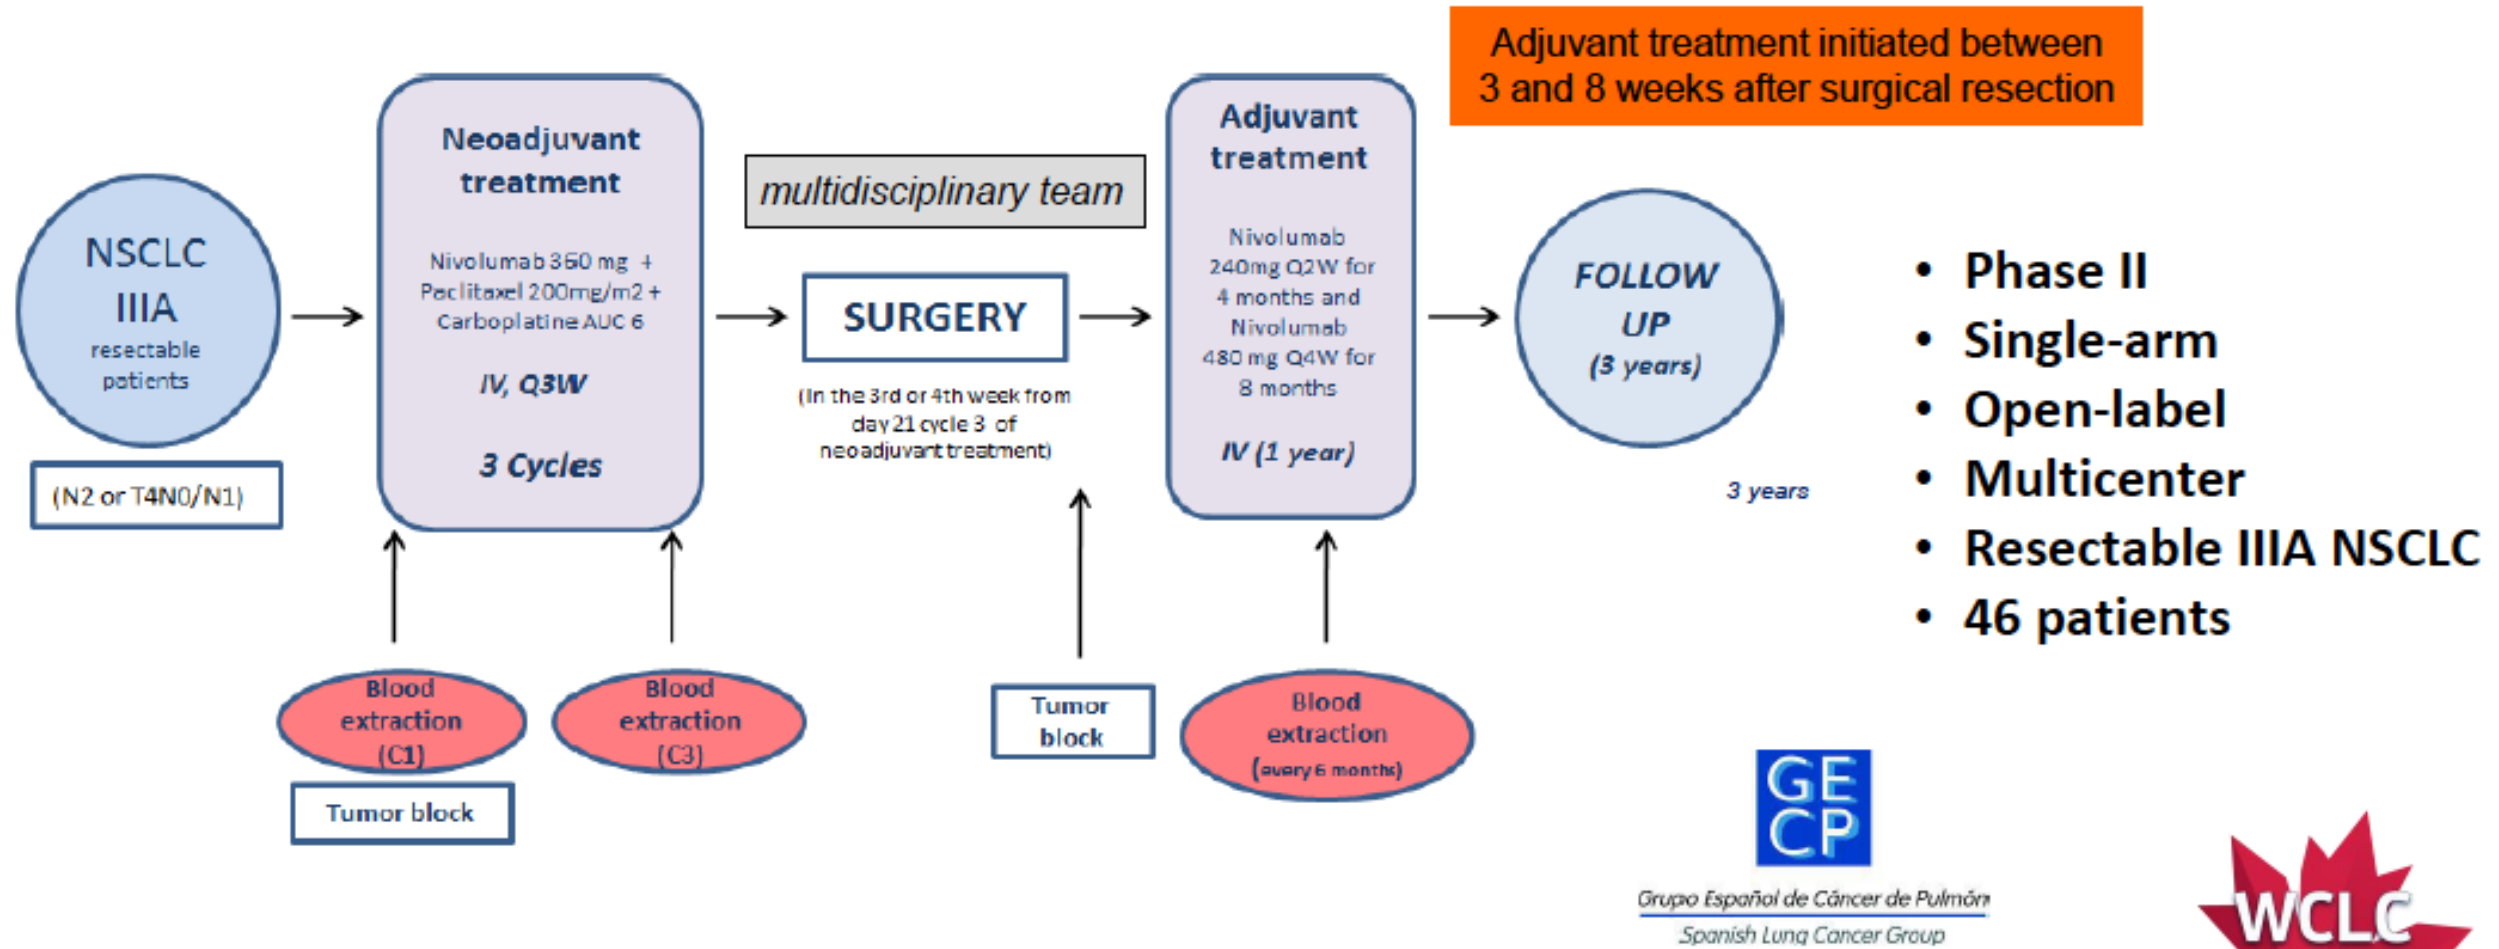 Adjuvant treatment initiated between
3 and 8 weeks after surgical resection
NSCLC
IIIA
resectable
patients
(N2 or T4N0/N1)
Neoadjuvant
treatment
Nivolumab 360 mg +
Paclitaxel 200mg/m2 +
Carboplatine AUC 6
IV, Q3W
3 Cycles
multidisciplinary team
SURGERY
(In the 3rd or 4th week from
day 21 cycle 3 of
neoadjuvant treatment)
Adjuvant
treatment
Nivolumab
240mg Q2W for
4 months and
Nivolumab
480 mg Q4W for
8 months
IV (1 year)
FOLLOW
UP
(3 years)
3 years
• Phase II
• Single-arm
• Open-label
• Multicenter
• Resectable IIIA NSCLC
• 46 patients
Blood
extraction
(C1)
Tumor block
Blood
extraction
(C3)
Tumor
block
Blood
extraction
(every 6 months)
GE
CP
Grupo Español de Cáncer de Pulmón
Spanish Lung Cancer Group
WCLC